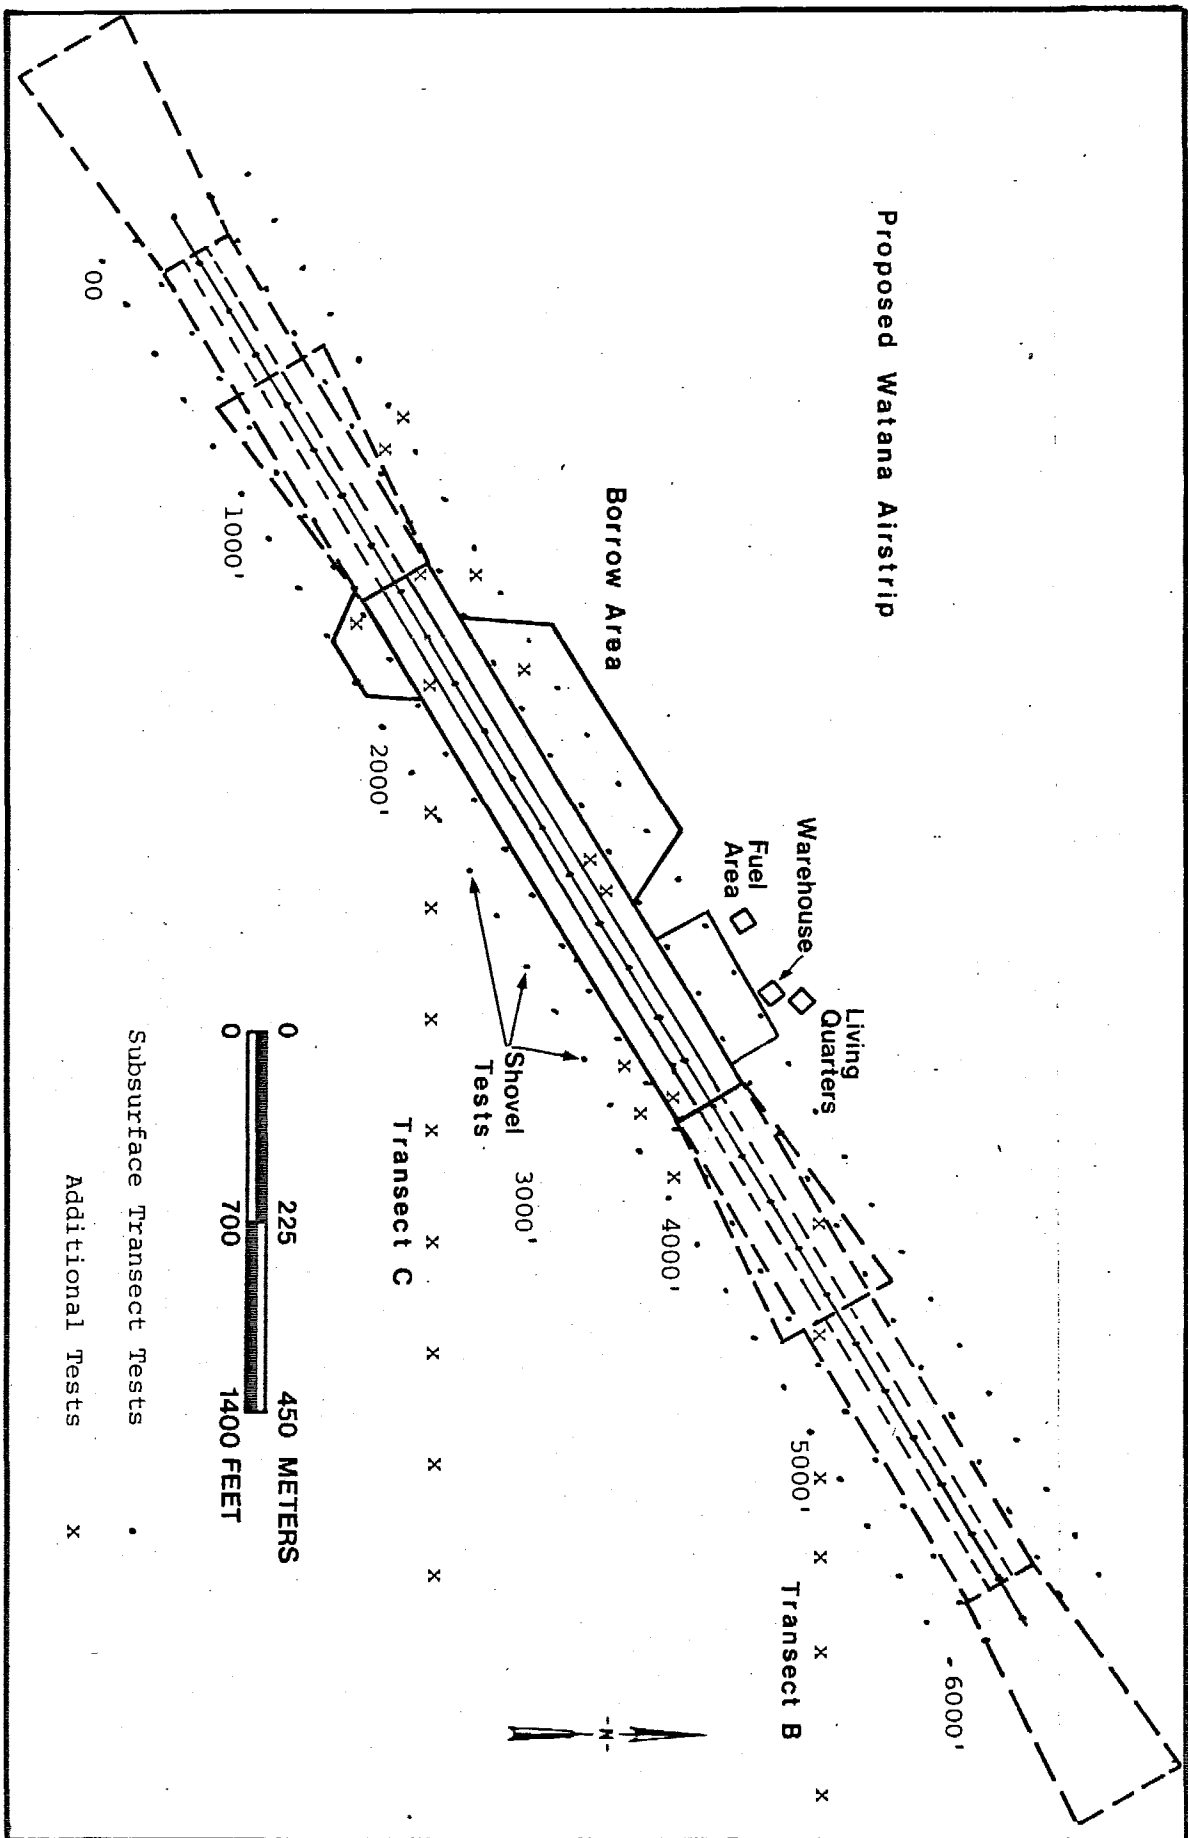 Proposed Watana Airstrip
Borrow Area
Fuel
Area
Warehouse
Living
Quarters
'00
1000'
2000'
3000'
4000'
5000'
6000'
Shovel
Tests
Transect B
Transect C
-N-
0 225 450 METERS
0 700 1400 FEET
Subsurface Transect Tests •
Additional Tests x